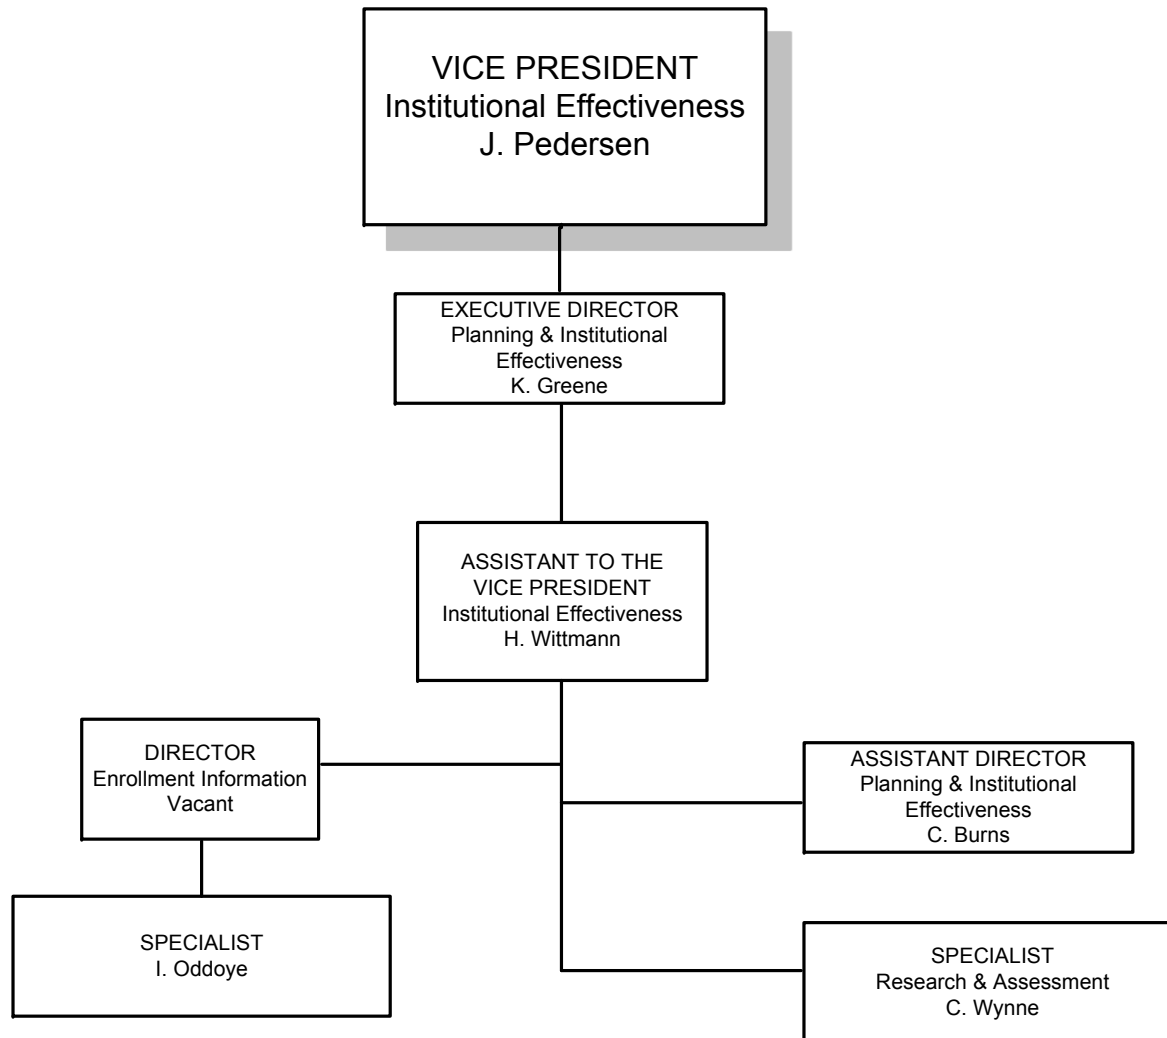 VICE PRESIDENT
Institutional Effectiveness
J. Pedersen
EXECUTIVE DIRECTOR
Planning & Institutional
Effectiveness
K. Greene
ASSISTANT TO THE
VICE PRESIDENT
Institutional Effectiveness
H. Wittmann
DIRECTOR
Enrollment Information
Vacant
ASSISTANT DIRECTOR
Planning & Institutional
Effectiveness
C. Burns
SPECIALIST
I. Oddoye
SPECIALIST
Research & Assessment
C. Wynne